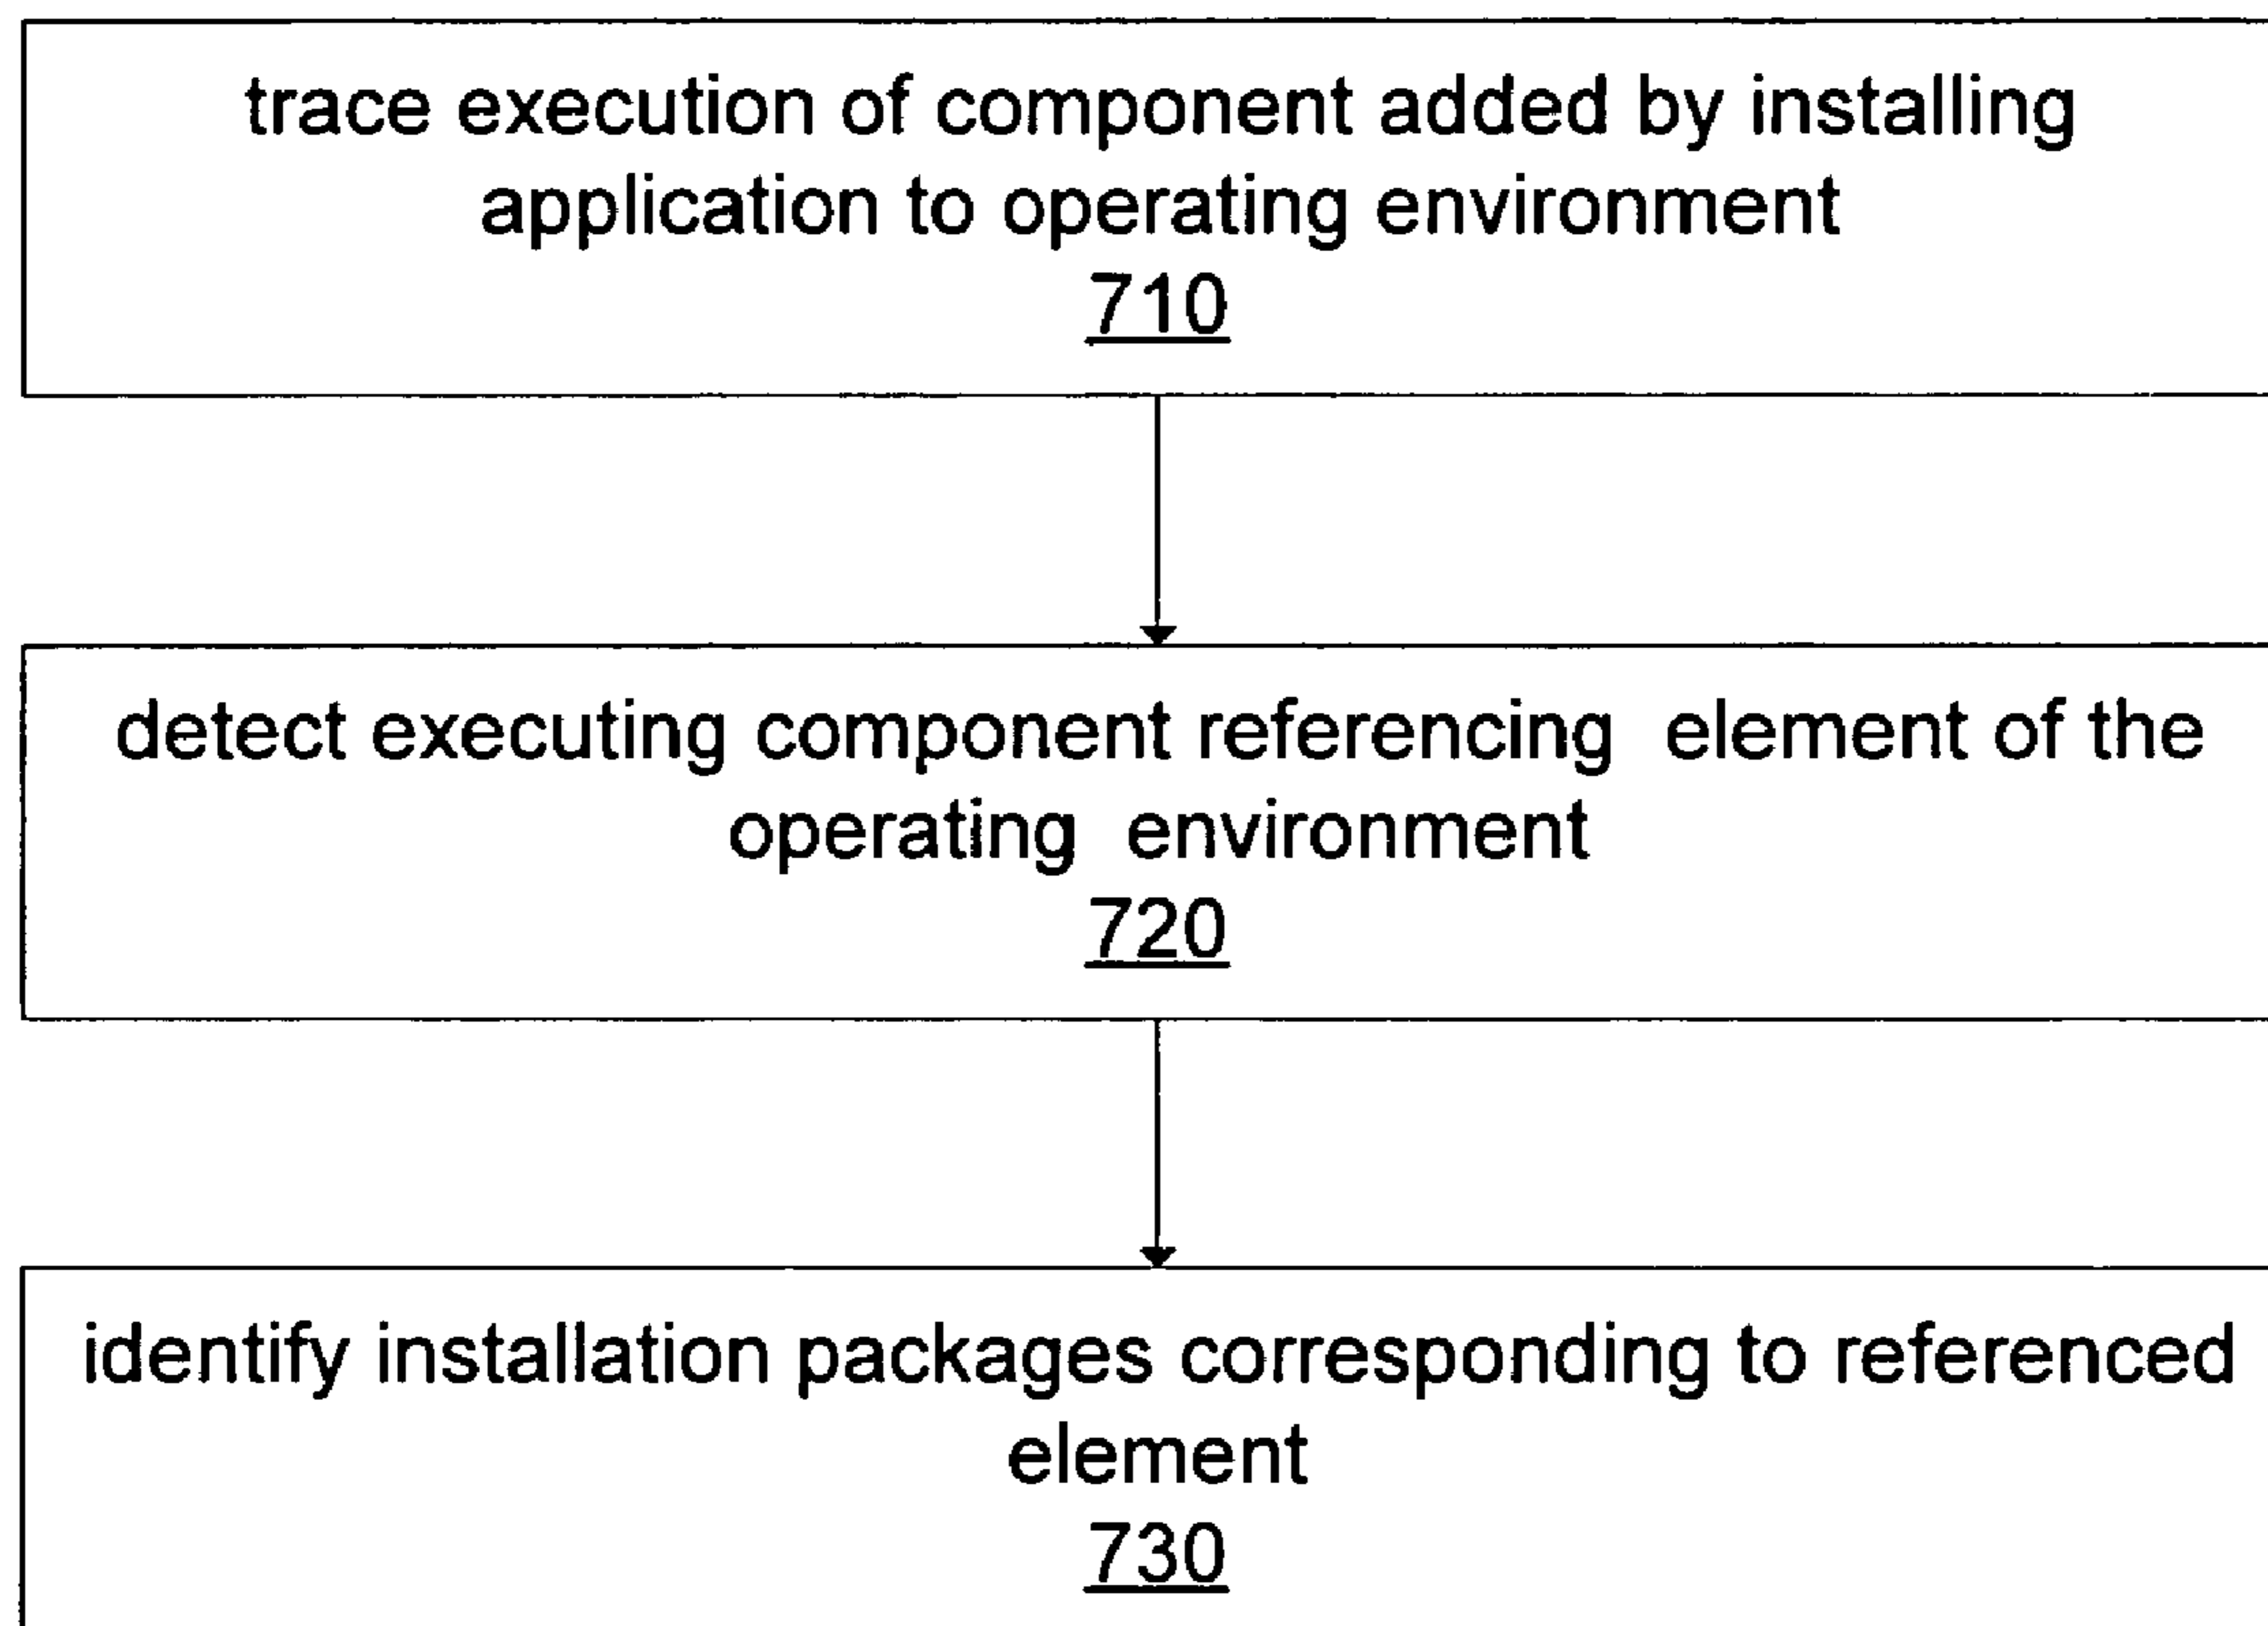 trace execution of component added by installing
application to operating environment
710
detect executing component referencing element of the
operating environment
720
identify installation packages corresponding to referenced
element
730